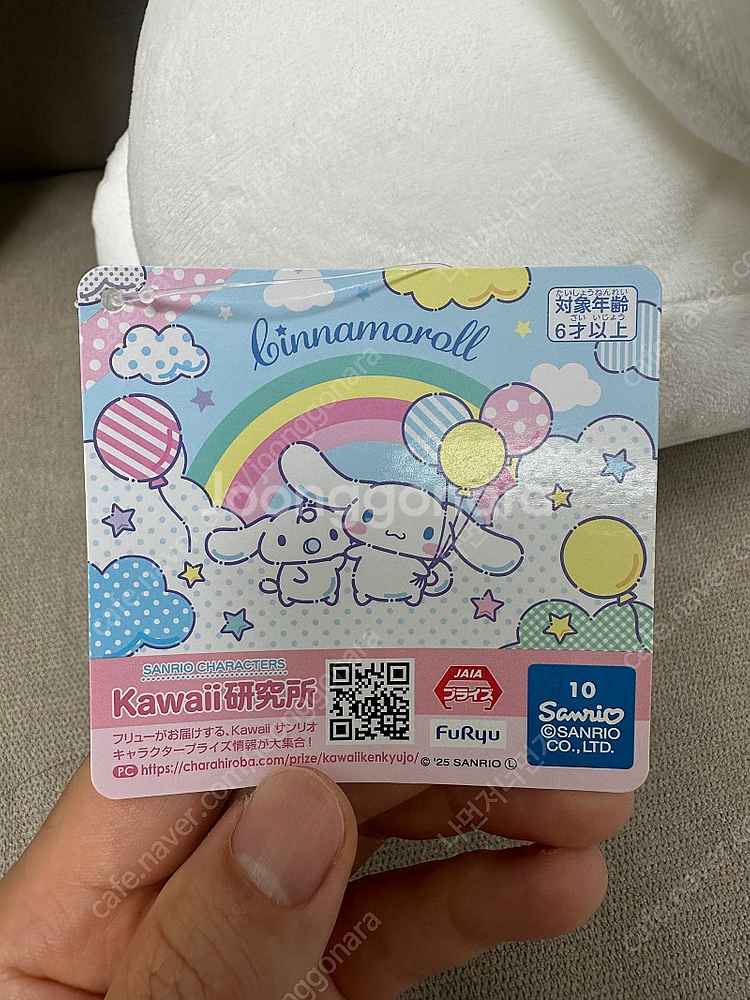 Cinnamoroll
たいしょうねんれい
対象年齢
さい いじょう
6才以上
SANRIO CHARACTERS
Kawaii研究所
フリューがお届けする、Kawaii サンリオ
キャラクタープライズ情報が大集合！
PC https://charahiroba.com/prize/kawaiikenkyujo/
JAIA
プライズ
FuRyu
© '25 SANRIO Ⓛ
10
Sanrio
©SANRIO
CO., LTD.
Joonggonara
cafe.naver.com